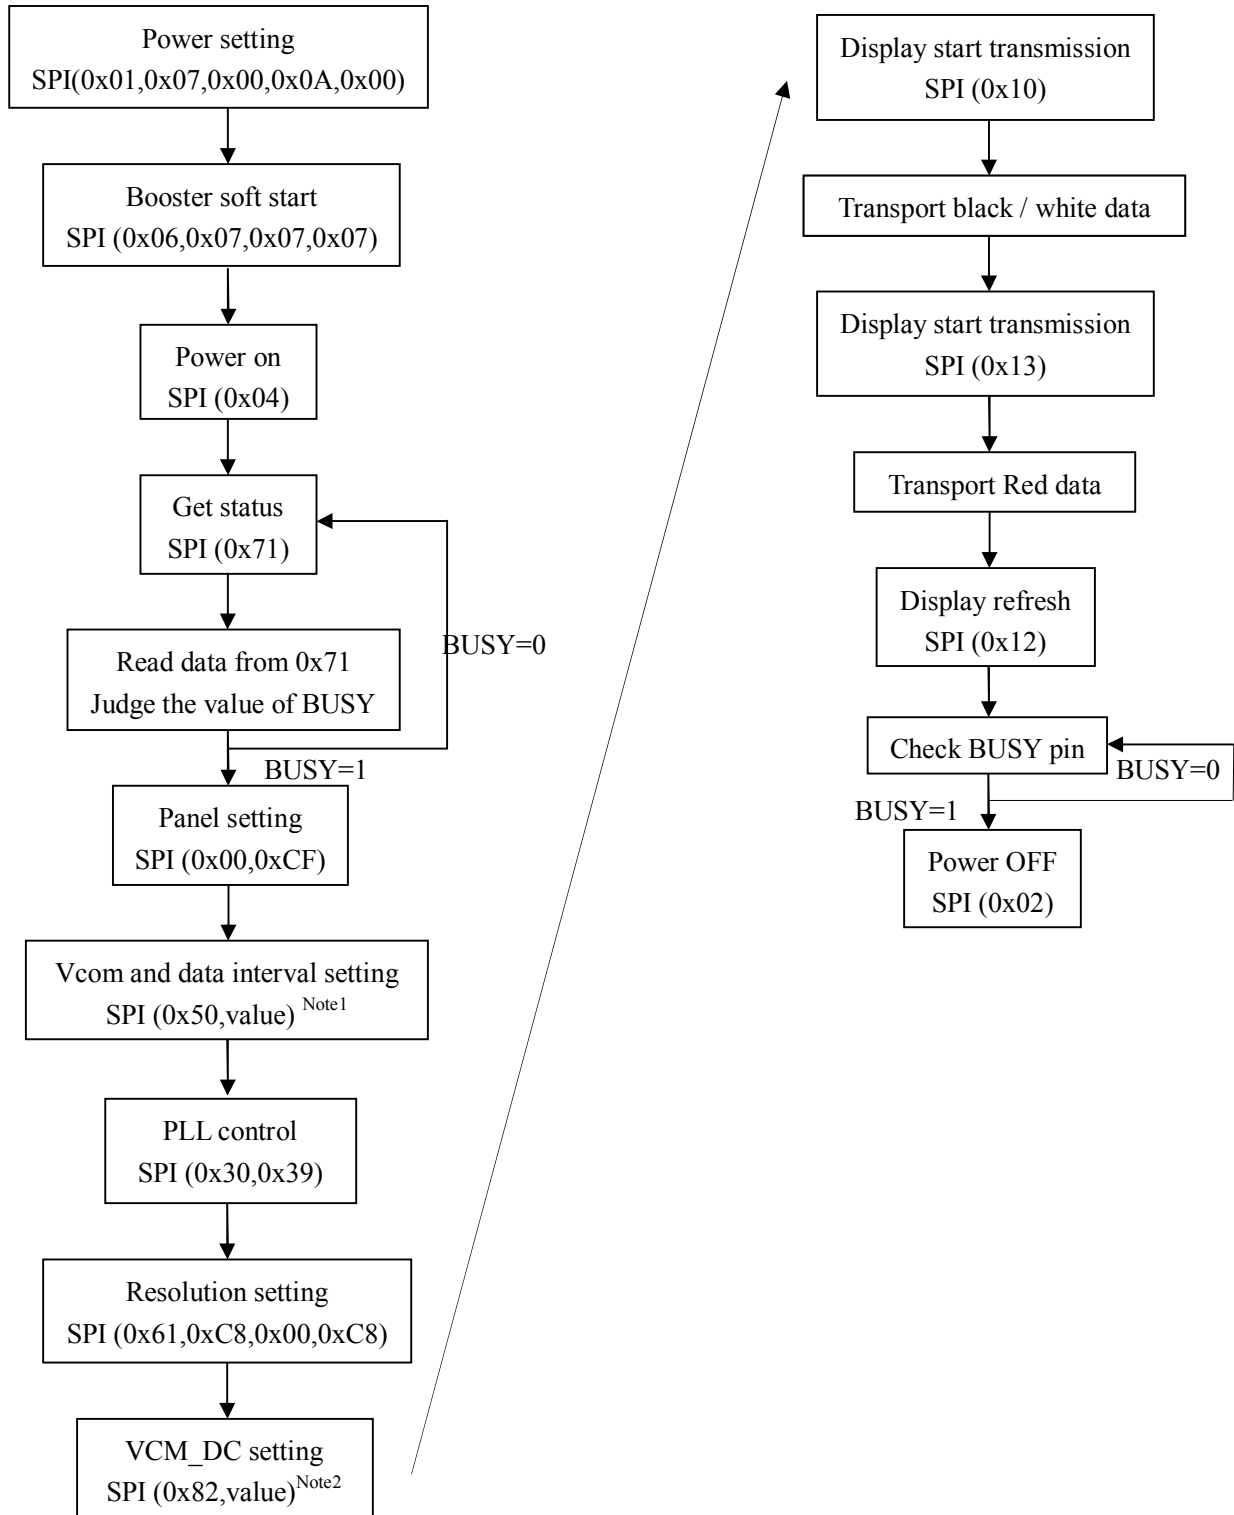 Power setting
SPI(0x01,0x07,0x00,0x0A,0x00)
Booster soft start
SPI (0x06,0x07,0x07,0x07)
Power on
SPI (0x04)
Get status
SPI (0x71)
Read data from 0x71
Judge the value of BUSY
BUSY=0
BUSY=1
Panel setting
SPI (0x00,0xCF)
Vcom and data interval setting
SPI (0x50,value) Note1
PLL control
SPI (0x30,0x39)
Resolution setting
SPI (0x61,0xC8,0x00,0xC8)
VCM_DC setting
SPI (0x82,value)Note2
Display start transmission
SPI (0x10)
Transport black / white data
Display start transmission
SPI (0x13)
Transport Red data
Display refresh
SPI (0x12)
Check BUSY pin
BUSY=0
BUSY=1
Power OFF
SPI (0x02)